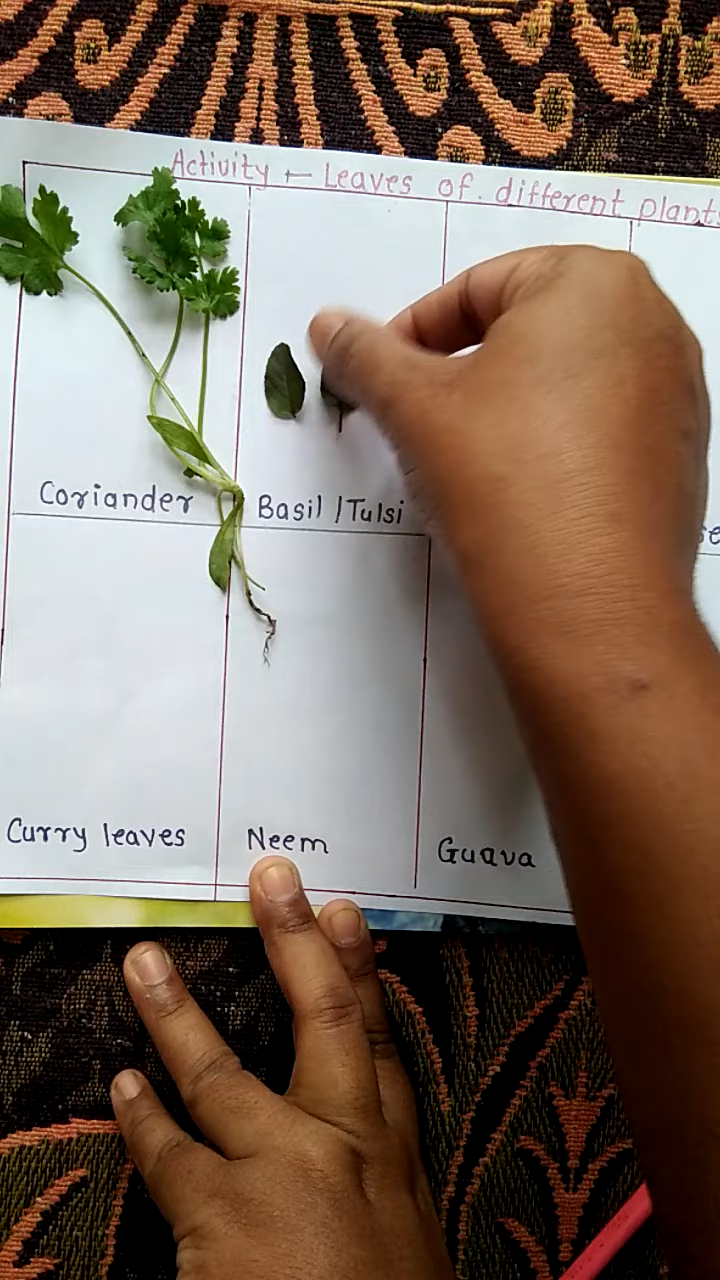 Activity — Leaves of different plants
Coriander
Basil / Tulsi
Curry leaves
Neem
Guava